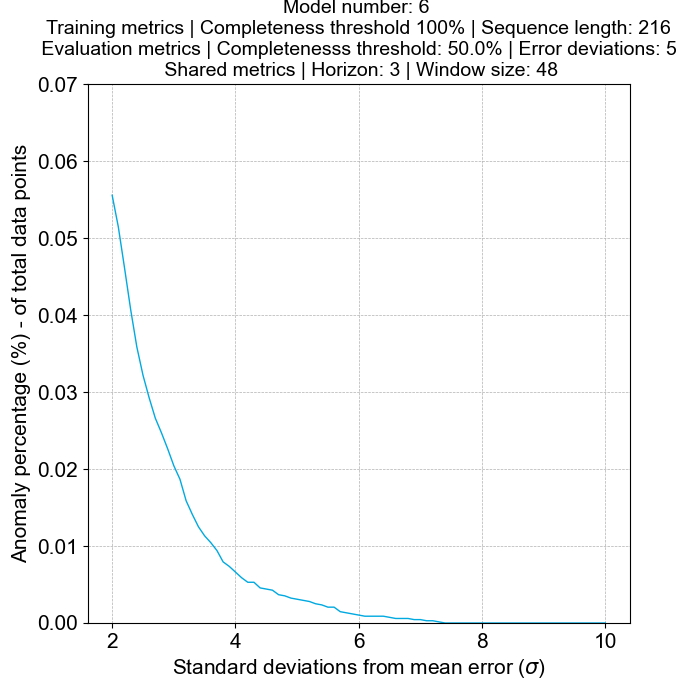 Model number: 6
Training metrics | Completeness threshold 100% | Sequence length: 216
Evaluation metrics | Completenesss threshold: 50.0% | Error deviations: 5
Shared metrics | Horizon: 3 | Window size: 48
0.07
0.06
0.05
0.04
0.03
0.02
0.01
0.00
Anomaly percentage (%) - of total data points
2 4 6 8 10
Standard deviations from mean error (σ)